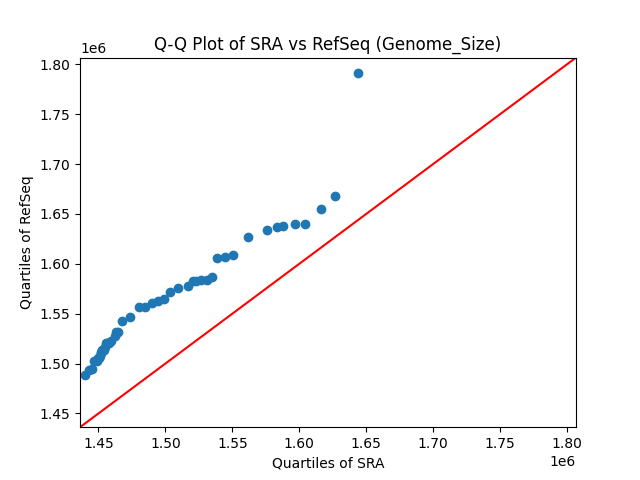 Q-Q Plot of SRA vs RefSeq (Genome_Size)
1e6
1.80
1.75
1.70
1.65
1.60
1.55
1.50
1.45
Quartiles of RefSeq
1.45 1.50 1.55 1.60 1.65 1.70 1.75 1.80
1e6
Quartiles of SRA